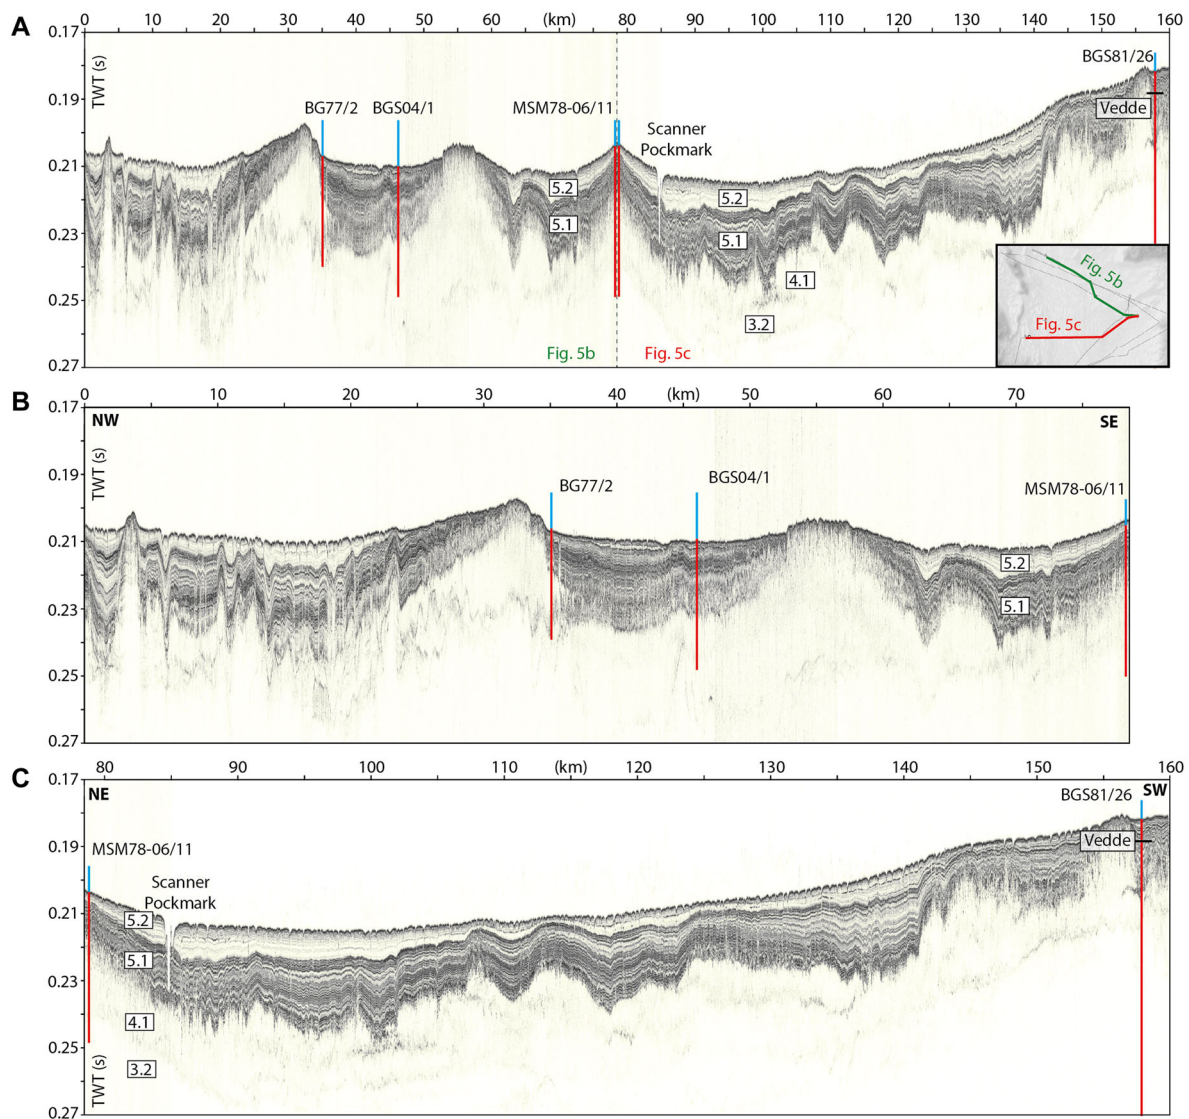 A
0 10 20 30 40 50 60 (km) 70 80 90 100 110 120 130 140 150 160
0.17
0.19
0.21
0.23
0.25
0.27
TWT (s)
BG77/2
BGS04/1
MSM78-06/11
Scanner
Pockmark
BGS81/26
Vedde
5.2
5.1
5.2
5.1
4.1
3.2
Fig. 5b
Fig. 5c
Fig. 5b
Fig. 5c
B
0 10 20 30 40 (km) 50 60 70
0.17
0.19
0.21
0.23
0.25
0.27
NW
SE
TWT (s)
BG77/2
BGS04/1
MSM78-06/11
5.2
5.1
C
80 90 100 110 (km) 120 130 140 150 160
0.17
0.19
0.21
0.23
0.25
0.27
NE
SW
MSM78-06/11
Scanner
Pockmark
BGS81/26
Vedde
5.2
5.1
4.1
3.2
TWT (s)